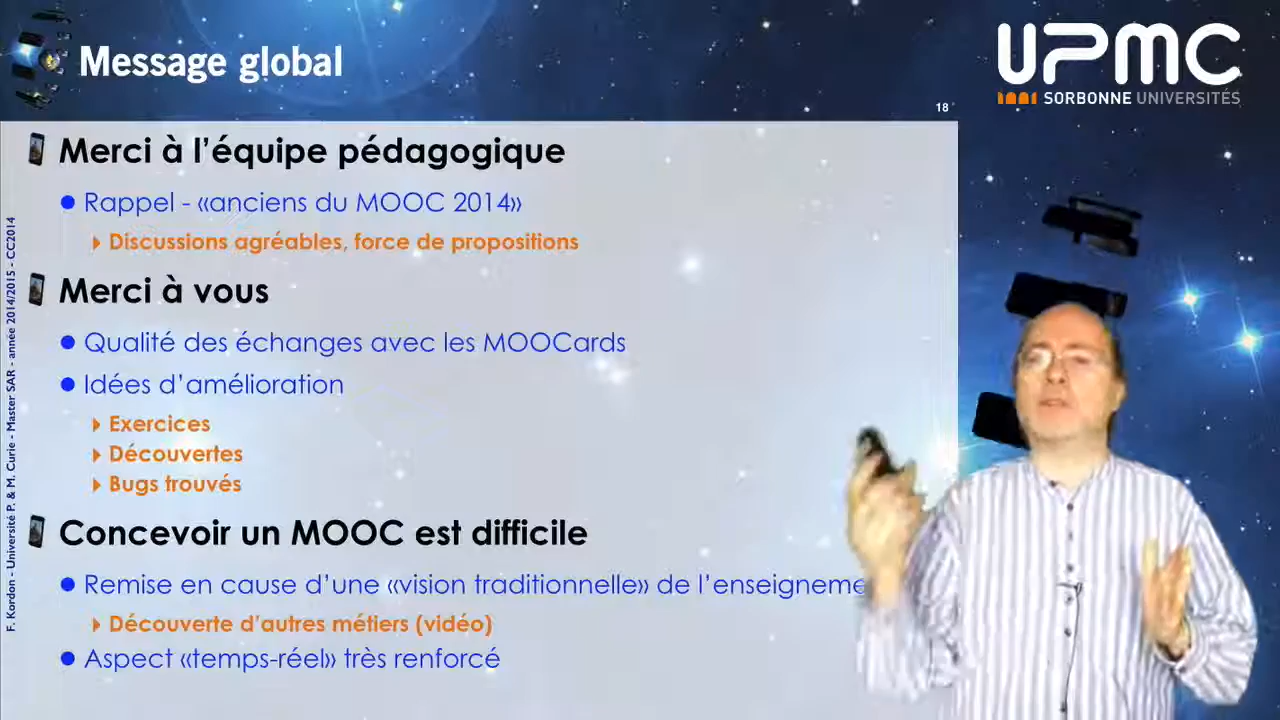 Message global
UPMC
SORBONNE UNIVERSITÉS
18
Merci à l'équipe pédagogique
Rappel - «anciens du MOOC 2014»
Discussions agréables, force de propositions
Merci à vous
Qualité des échanges avec les MOOCards
Idées d'amélioration
Exercices
Découvertes
Bugs trouvés
Concevoir un MOOC est difficile
Remise en cause d'une «vision traditionnelle» de l'enseigneme
Découverte d'autres métiers (vidéo)
Aspect «temps-réel» très renforcé
F. Kordon - Université P. & M. Curie - Master SAR - année 2014/2015 - CC2014